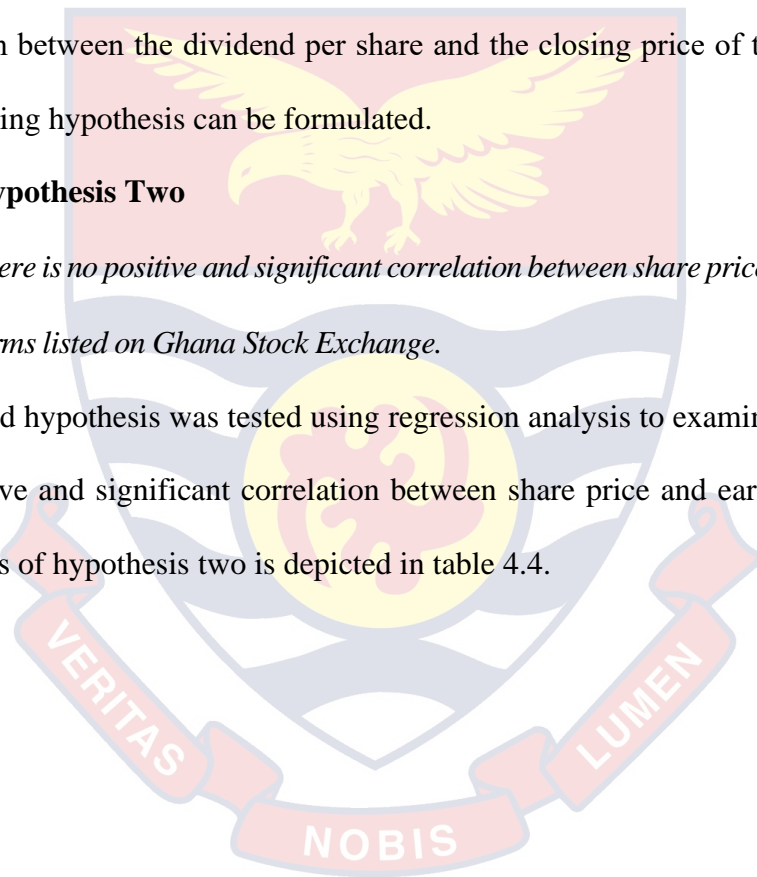 n between the dividend per share and the closing price of t
ing hypothesis can be formulated.
ypothesis Two
ere is no positive and significant correlation between share price
rms listed on Ghana Stock Exchange.
d hypothesis was tested using regression analysis to examin
ve and significant correlation between share price and ear
s of hypothesis two is depicted in table 4.4.
VERITAS
NOBIS
LUMEN